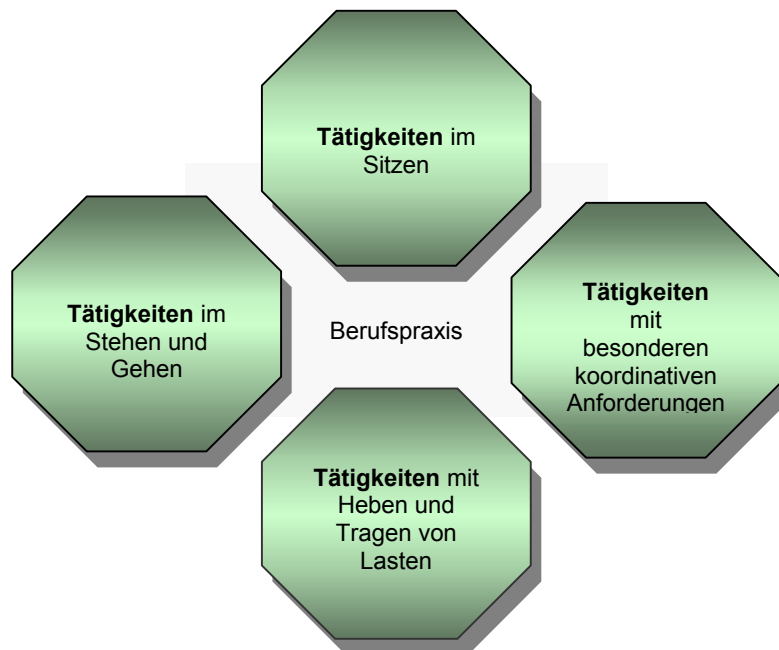 Tätigkeiten im
Sitzen
Tätigkeiten im
Stehen und
Gehen
Berufspraxis
Tätigkeiten
mit
besonderen
koordinativen
Anforderungen
Tätigkeiten mit
Heben und
Tragen von
Lasten